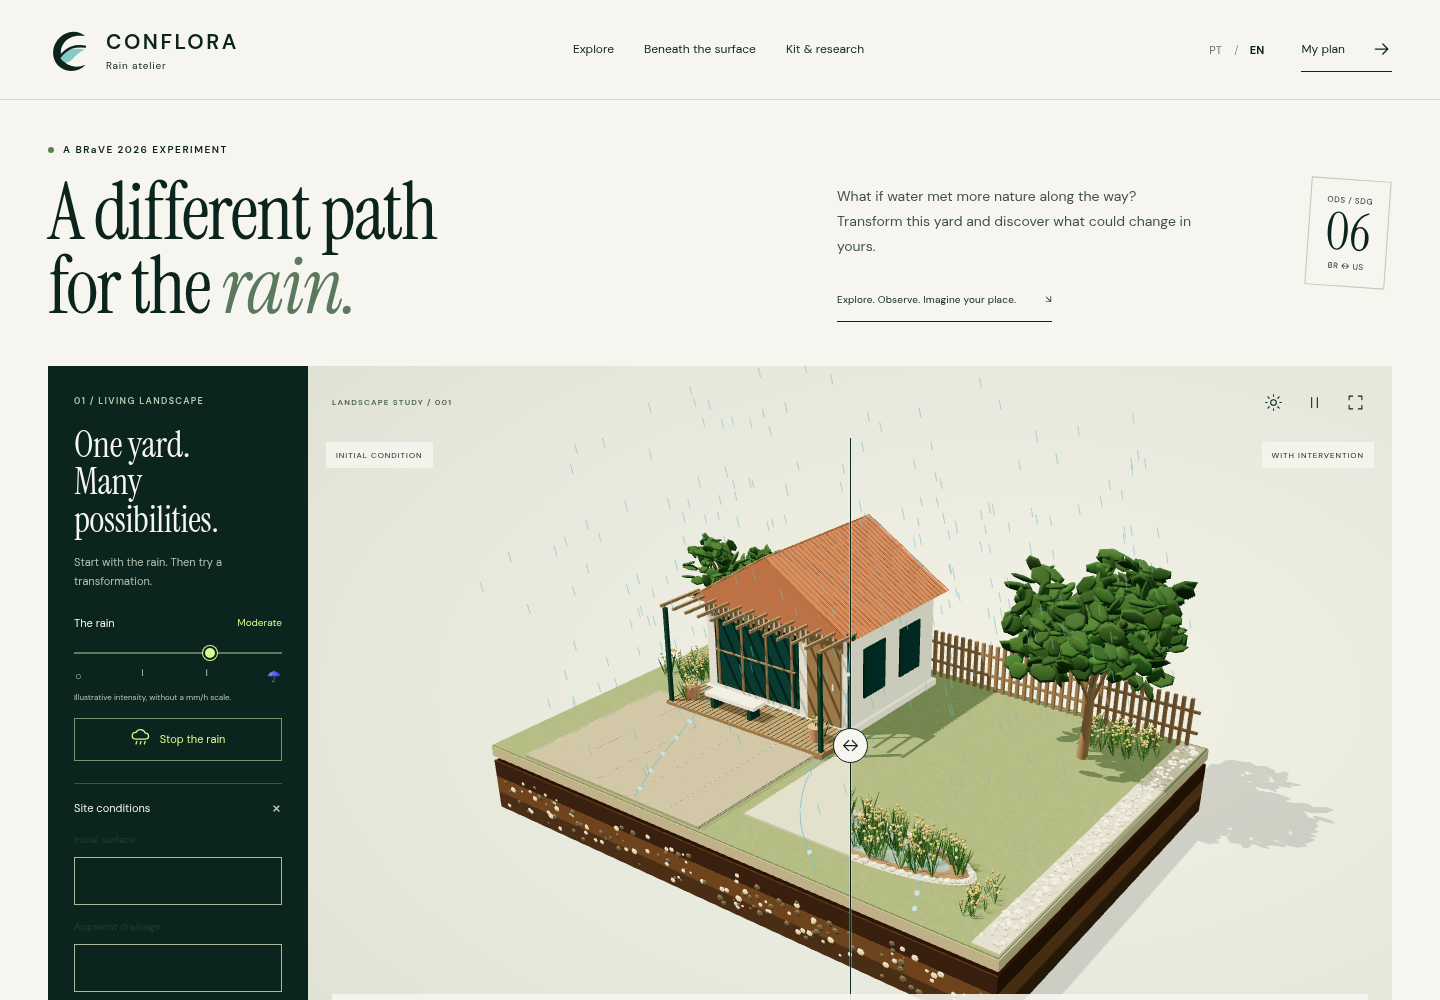 CONFLORA
Rain atelier
Explore
Beneath the surface
Kit & research
PT / EN
My plan
A BRaVE 2026 EXPERIMENT
A different path
for the rain.
What if water met more nature along the way?
Transform this yard and discover what could change in
yours.
Explore. Observe. Imagine your place.
ODS / SDG
06
BR ↔ US
01 / LIVING LANDSCAPE
One yard.
Many
possibilities.
Start with the rain. Then try a
transformation.
The rain
Moderate
Illustrative intensity, without a mm/h scale.
Stop the rain
Site conditions
Initial surface
Apparent drainage
LANDSCAPE STUDY / 001
INITIAL CONDITION
WITH INTERVENTION